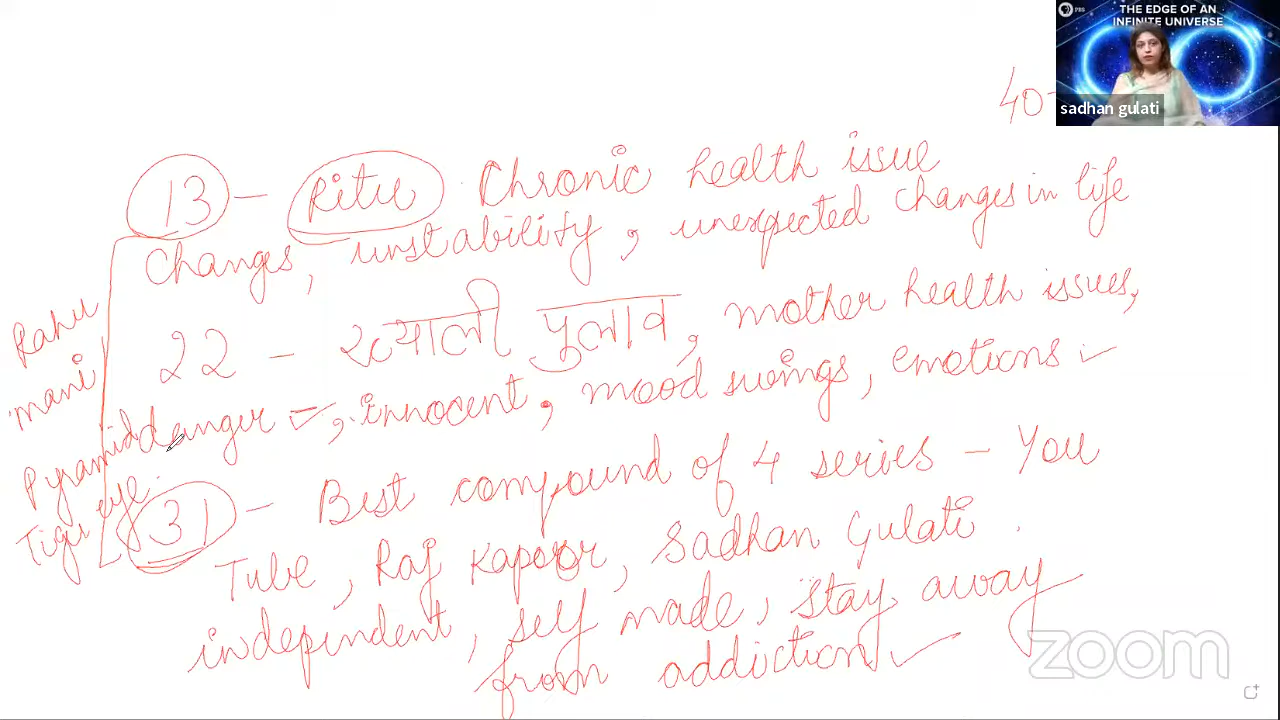 PBS
THE EDGE OF AN
INFINITE UNIVERSE
sadhan gulati
40-
13 - Ritu Chronic health issue
changes, unstability, unexpected changes in life
22 - ख्याली पुलाव, mother health issues,
danger, innocent, mood swings, emotions
31 - Best compound of 4 series - You
Tube, Raj Kapoor, Sadhan Gulati
independent, self made, stay away
from addiction
Rahu
mani
Pyramid
Tiger eye.
zoom